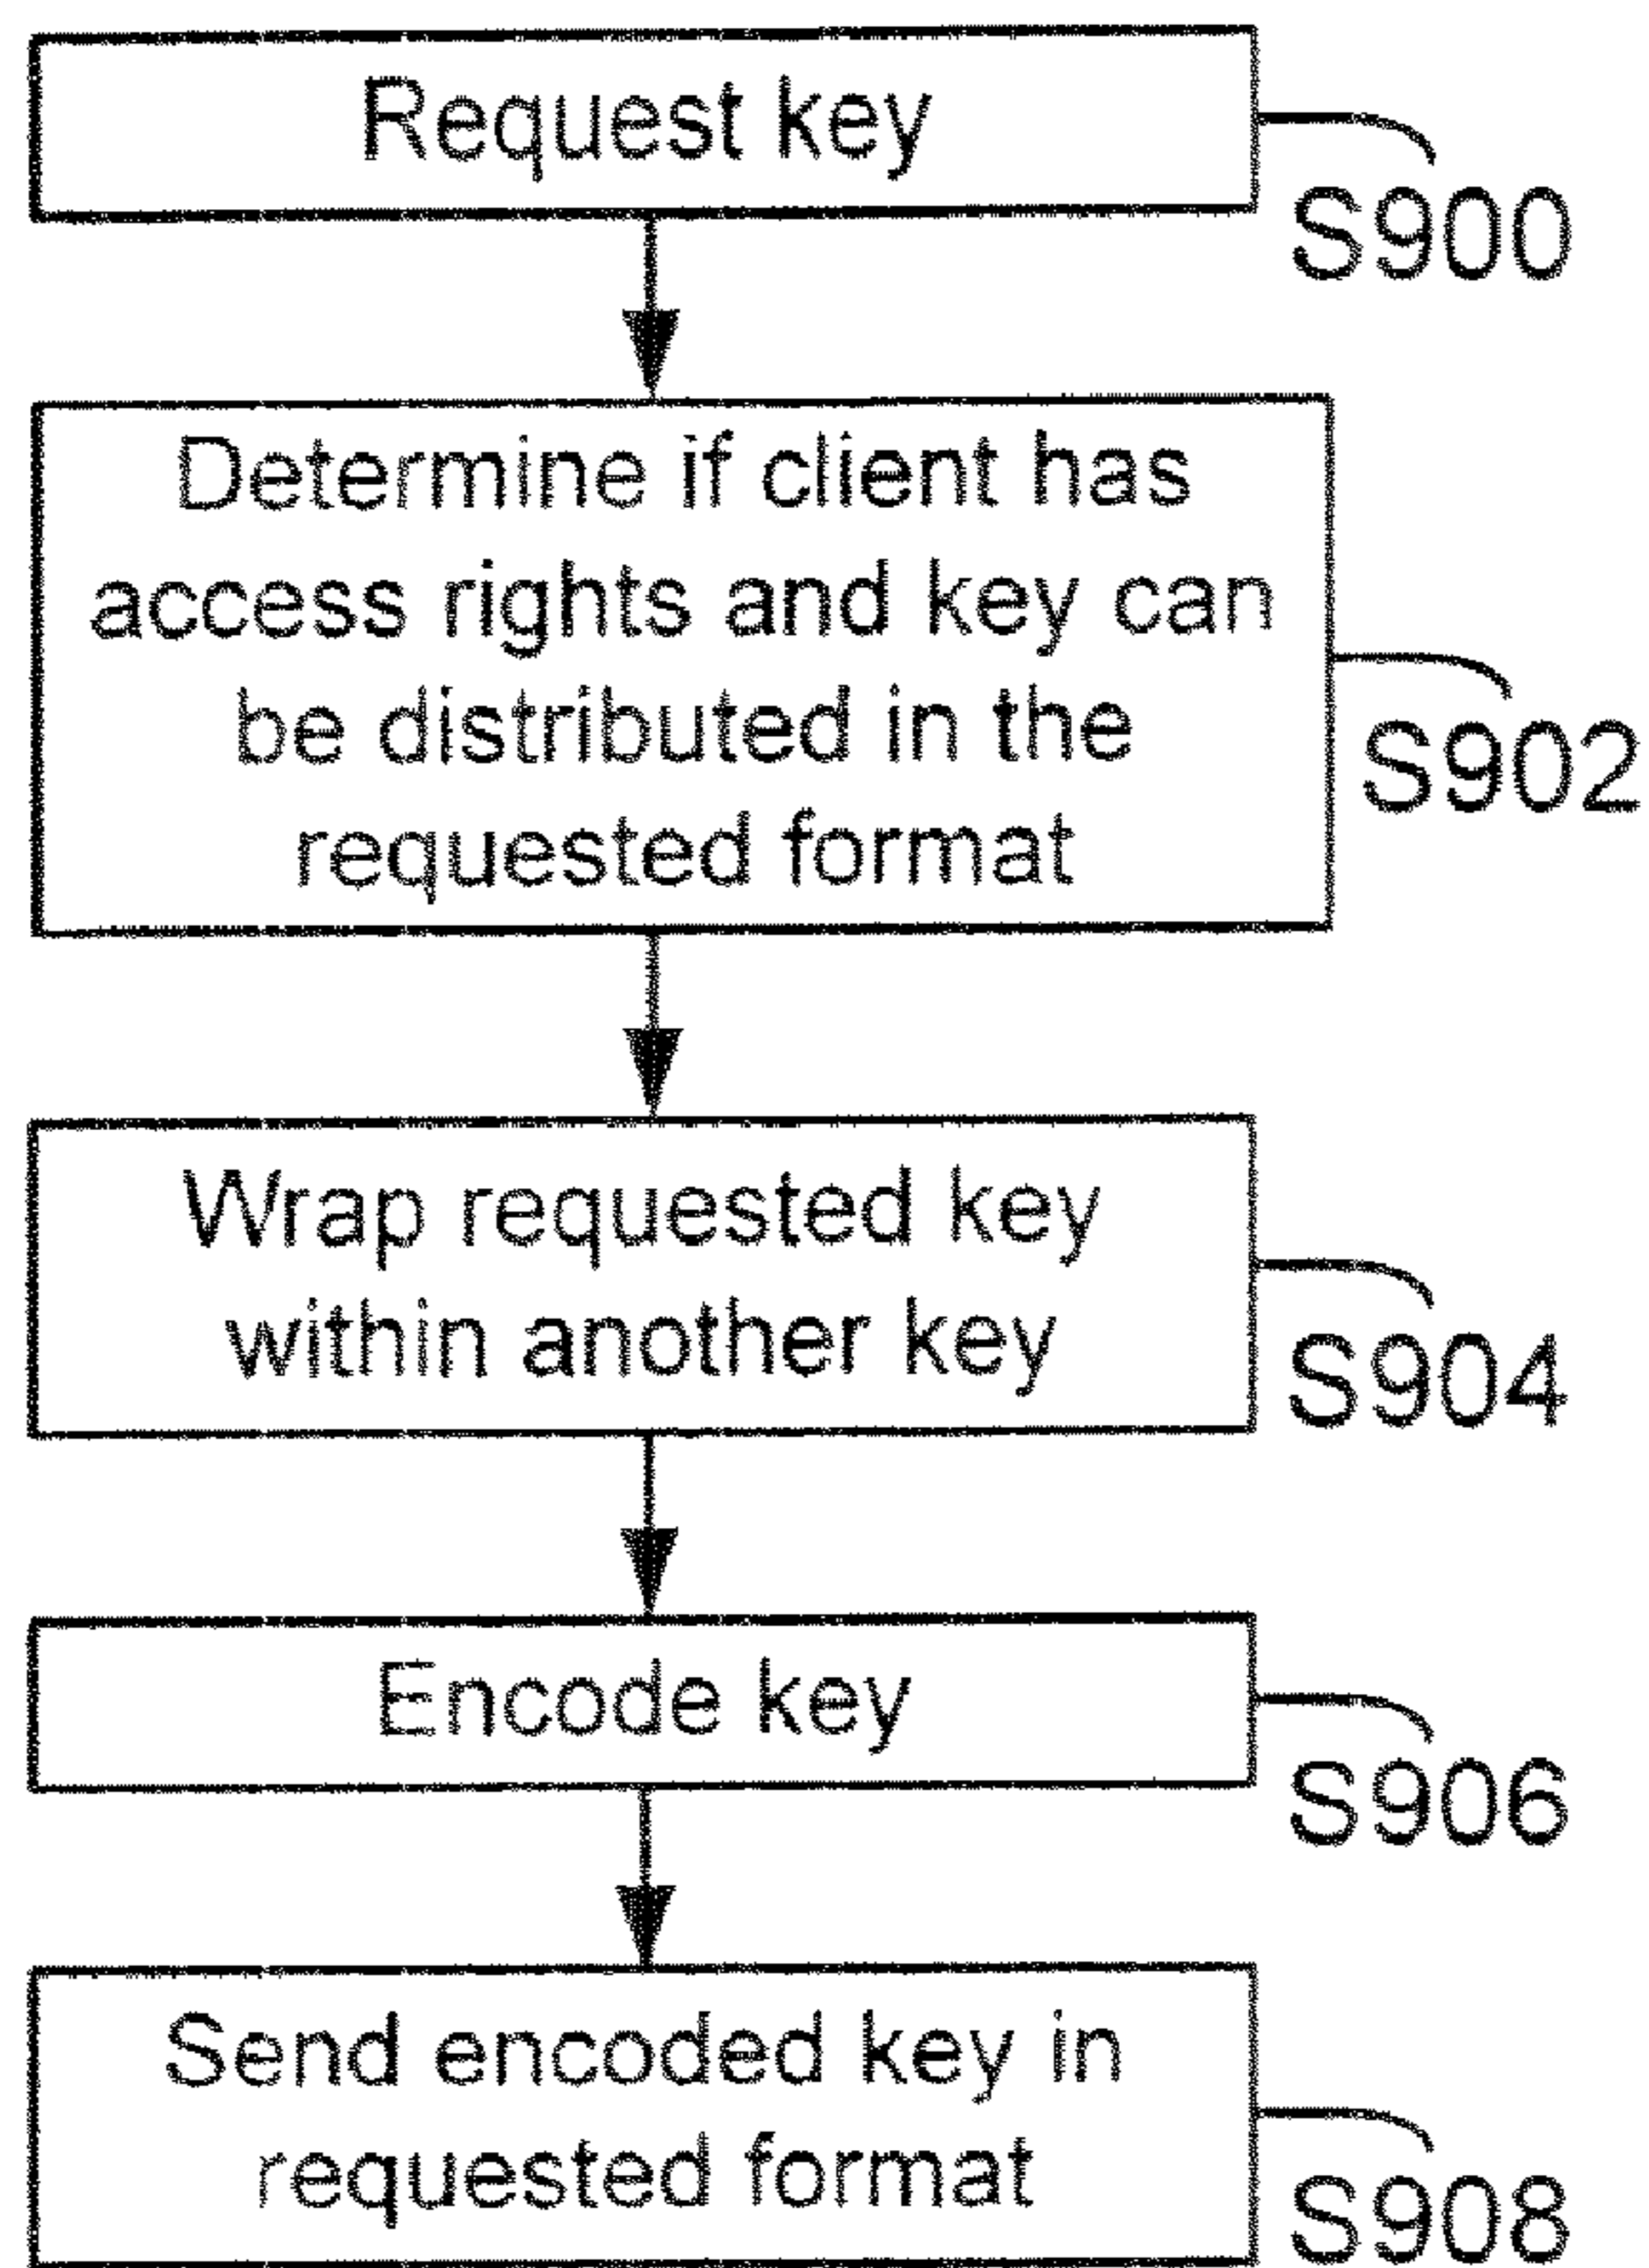 Request key
S900
Determine if client has
access rights and key can
be distributed in the
requested format
S902
Wrap requested key
within another key
S904
Encode key
S906
Send encoded key in
requested format
S908